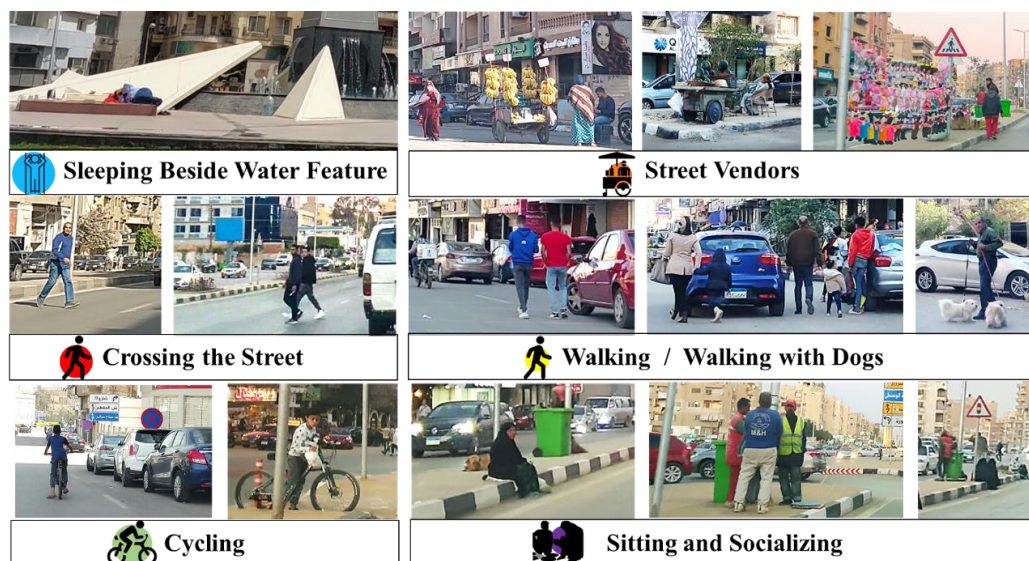 Sleeping Beside Water Feature
Street Vendors
Crossing the Street
Walking / Walking with Dogs
M&H
Cycling
Sitting and Socializing